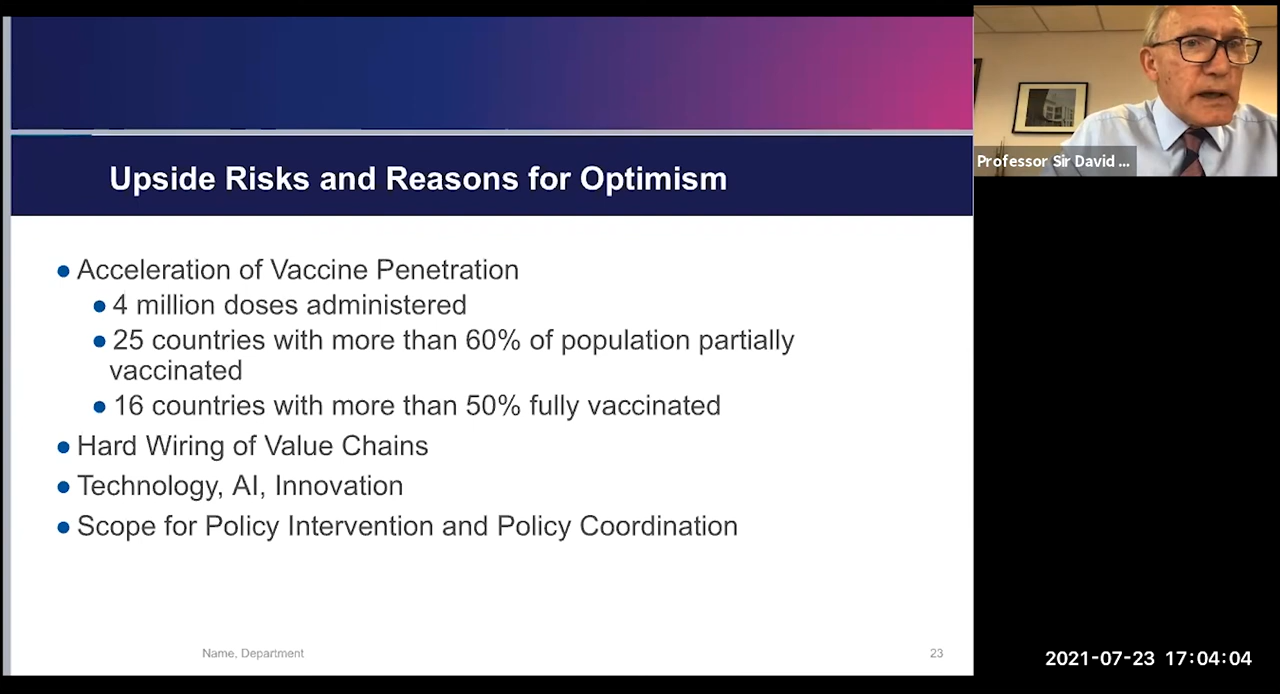 Upside Risks and Reasons for Optimism
● Acceleration of Vaccine Penetration
● 4 million doses administered
● 25 countries with more than 60% of population partially
vaccinated
● 16 countries with more than 50% fully vaccinated
● Hard Wiring of Value Chains
● Technology, AI, Innovation
● Scope for Policy Intervention and Policy Coordination
Name, Department
23
Professor Sir David ...
2021-07-23 17:04:04